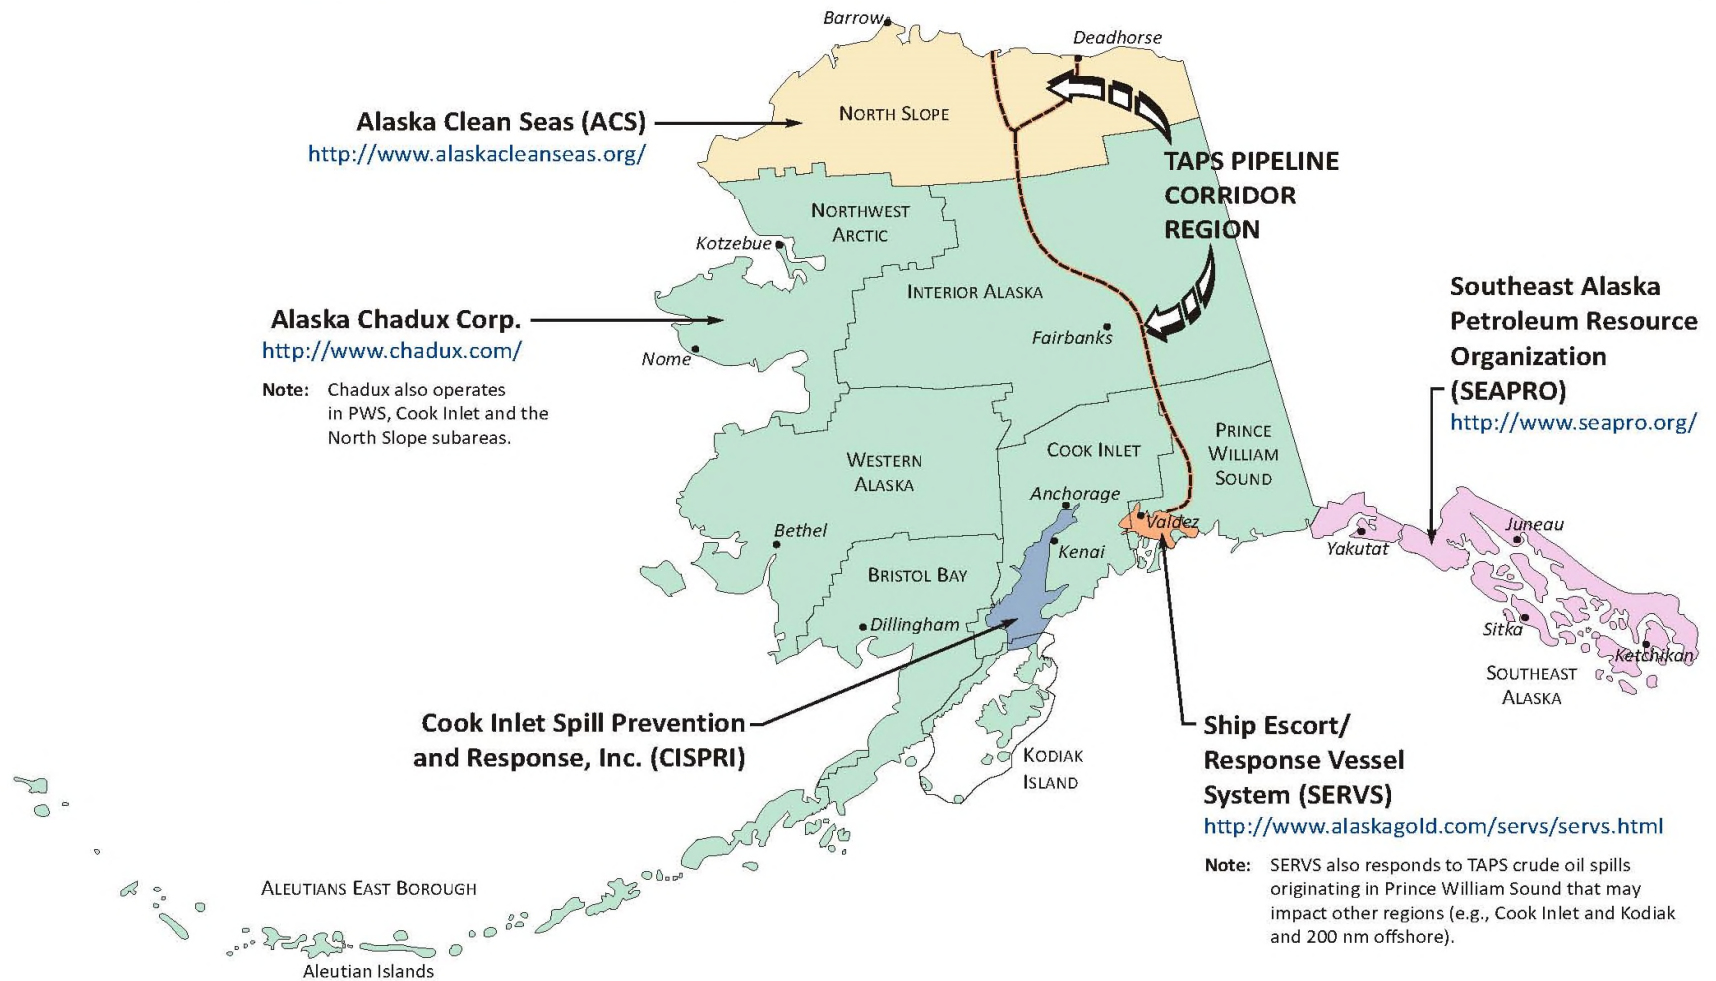 Barrow
Deadhorse
NORTH SLOPE
Alaska Clean Seas (ACS)
http://www.alaskacleanseas.org/
TAPS PIPELINE
CORRIDOR
REGION
NORTHWEST
ARCTIC
Kotzebue
INTERIOR ALASKA
Fairbanks
Alaska Chadux Corp.
http://www.chadux.com/
Nome
Note: Chadux also operates
in PWS, Cook Inlet and the
North Slope subareas.
Southeast Alaska
Petroleum Resource
Organization
(SEAPRO)
http://www.seapro.org/
WESTERN
ALASKA
COOK INLET
PRINCE
WILLIAM
SOUND
Anchorage
Valdez
Kenai
Bethel
BRISTOL BAY
Dillingham
Yakutat
Juneau
Sitka
Ketchikan
SOUTHEAST
ALASKA
Cook Inlet Spill Prevention
and Response, Inc. (CISPRI)
KODIAK
ISLAND
Ship Escort/
Response Vessel
System (SERVS)
http://www.alaskagold.com/servs/servs.html
Note: SERVS also responds to TAPS crude oil spills
originating in Prince William Sound that may
impact other regions (e.g., Cook Inlet and Kodiak
and 200 nm offshore).
ALEUTIANS EAST BOROUGH
Aleutian Islands